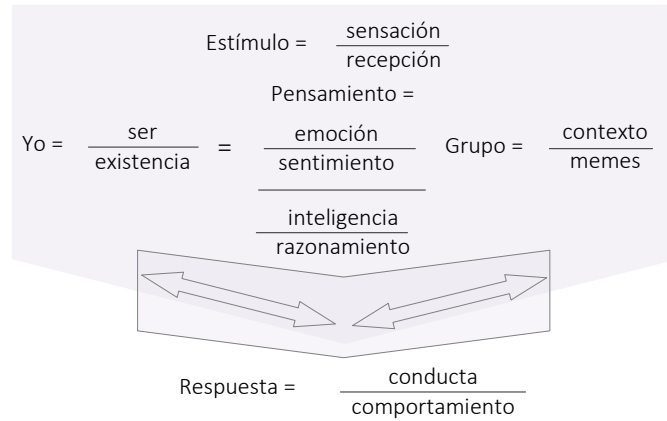 Estímulo = sensación
recepción
Pensamiento =
Yo = ser = emoción Grupo = contexto
existencia sentimiento memes
inteligencia
razonamiento
Respuesta = conducta
comportamiento